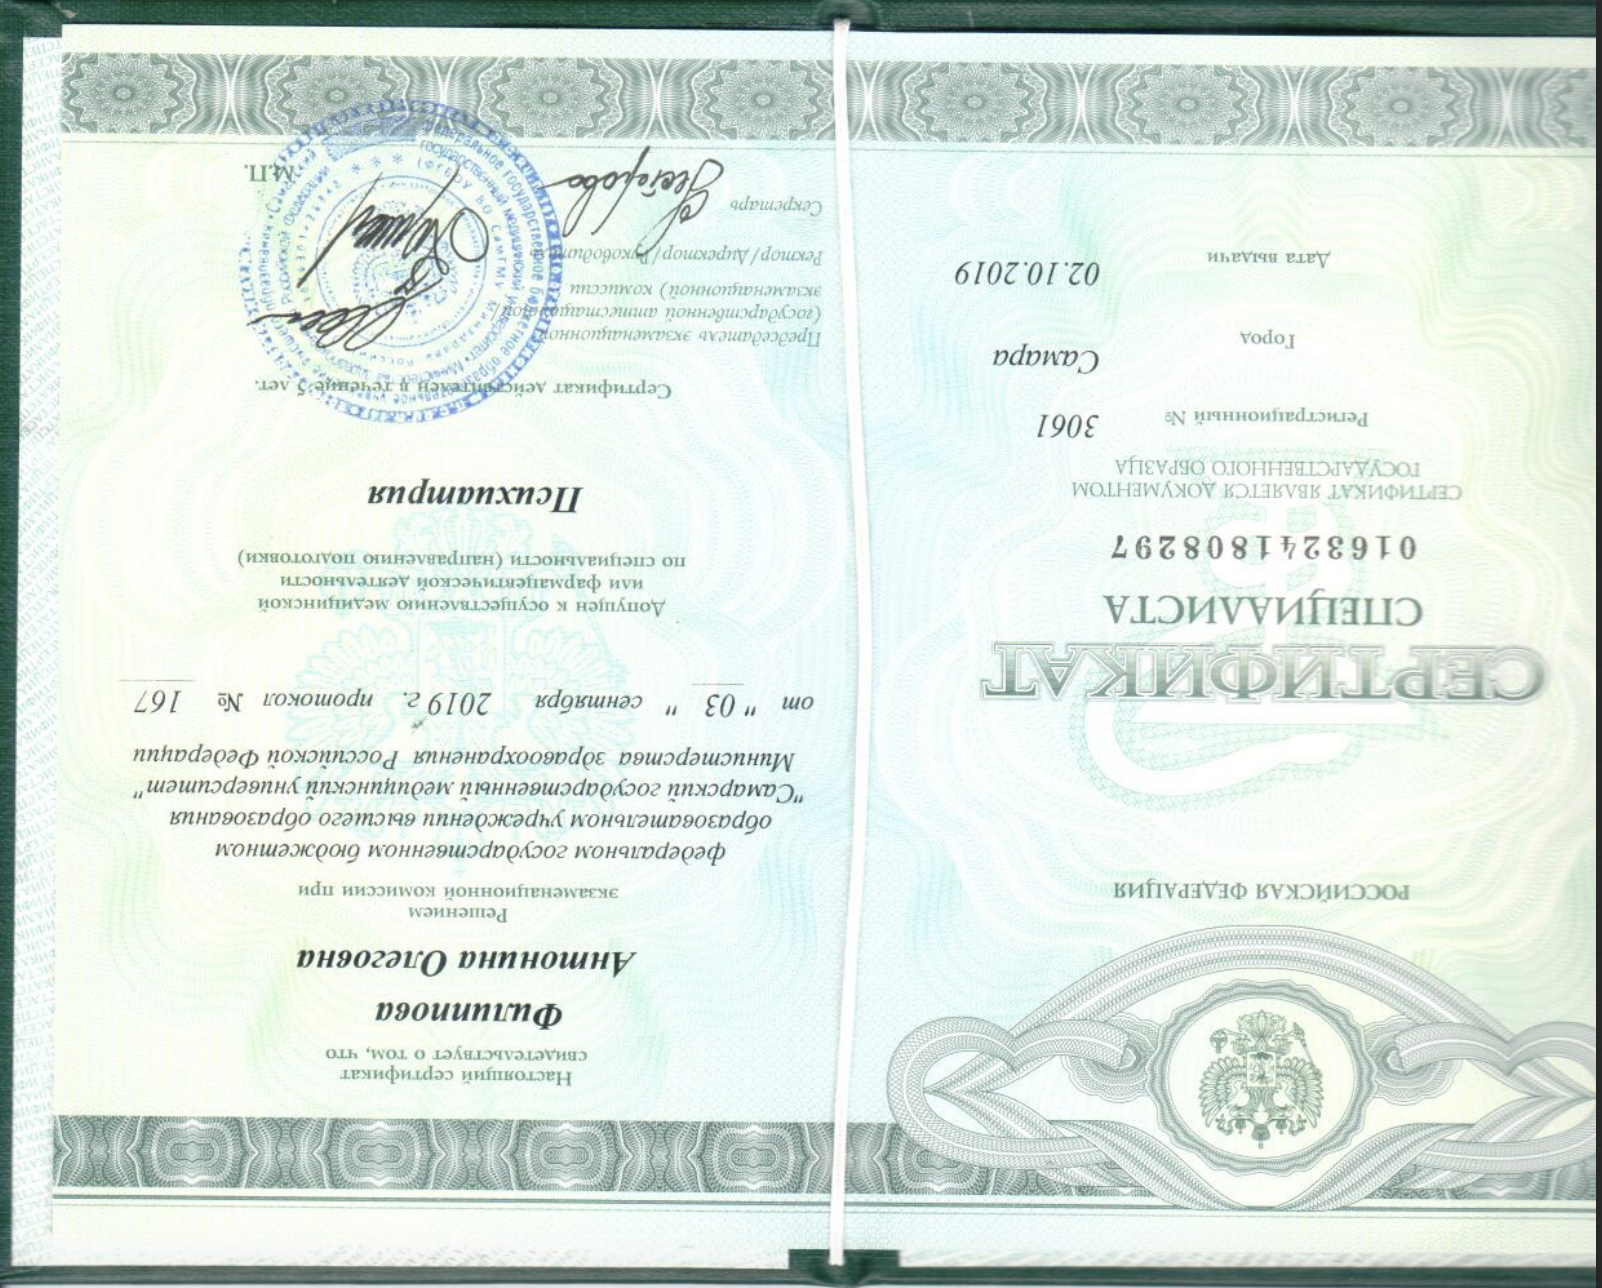 РОССИЙСКАЯ ФЕДЕРАЦИЯ
СЕРТИФИКАТ
СПЕЦИАЛИСТА
0163241808297
СЕРТИФИКАТ ЯВЛЯЕТСЯ ДОКУМЕНТОМ
ГОСУДАРСТВЕННОГО ОБРАЗЦА
Регистрационный № 3061
Город Самара
Дата выдачи 02.10.2019
Настоящий сертификат
свидетельствует о том, что
Филиппова
Антонина Олеговна
Решением
экзаменационной комиссии при
федеральном государственном бюджетном
образовательном учреждении высшего образования
"Самарский государственный медицинский университет"
Министерства здравоохранения Российской Федерации
от " 03 " сентября 2019 г. протокол № 167
Допущен к осуществлению медицинской
или фармацевтической деятельности
по специальности (направлению подготовки)
Психиатрия
Сертификат действителен в течение 5 лет.
Председатель экзаменационной
(государственной аттестационной/
экзаменационной) комиссии
Ректор/Директор/Руководитель
Секретарь
М.П.